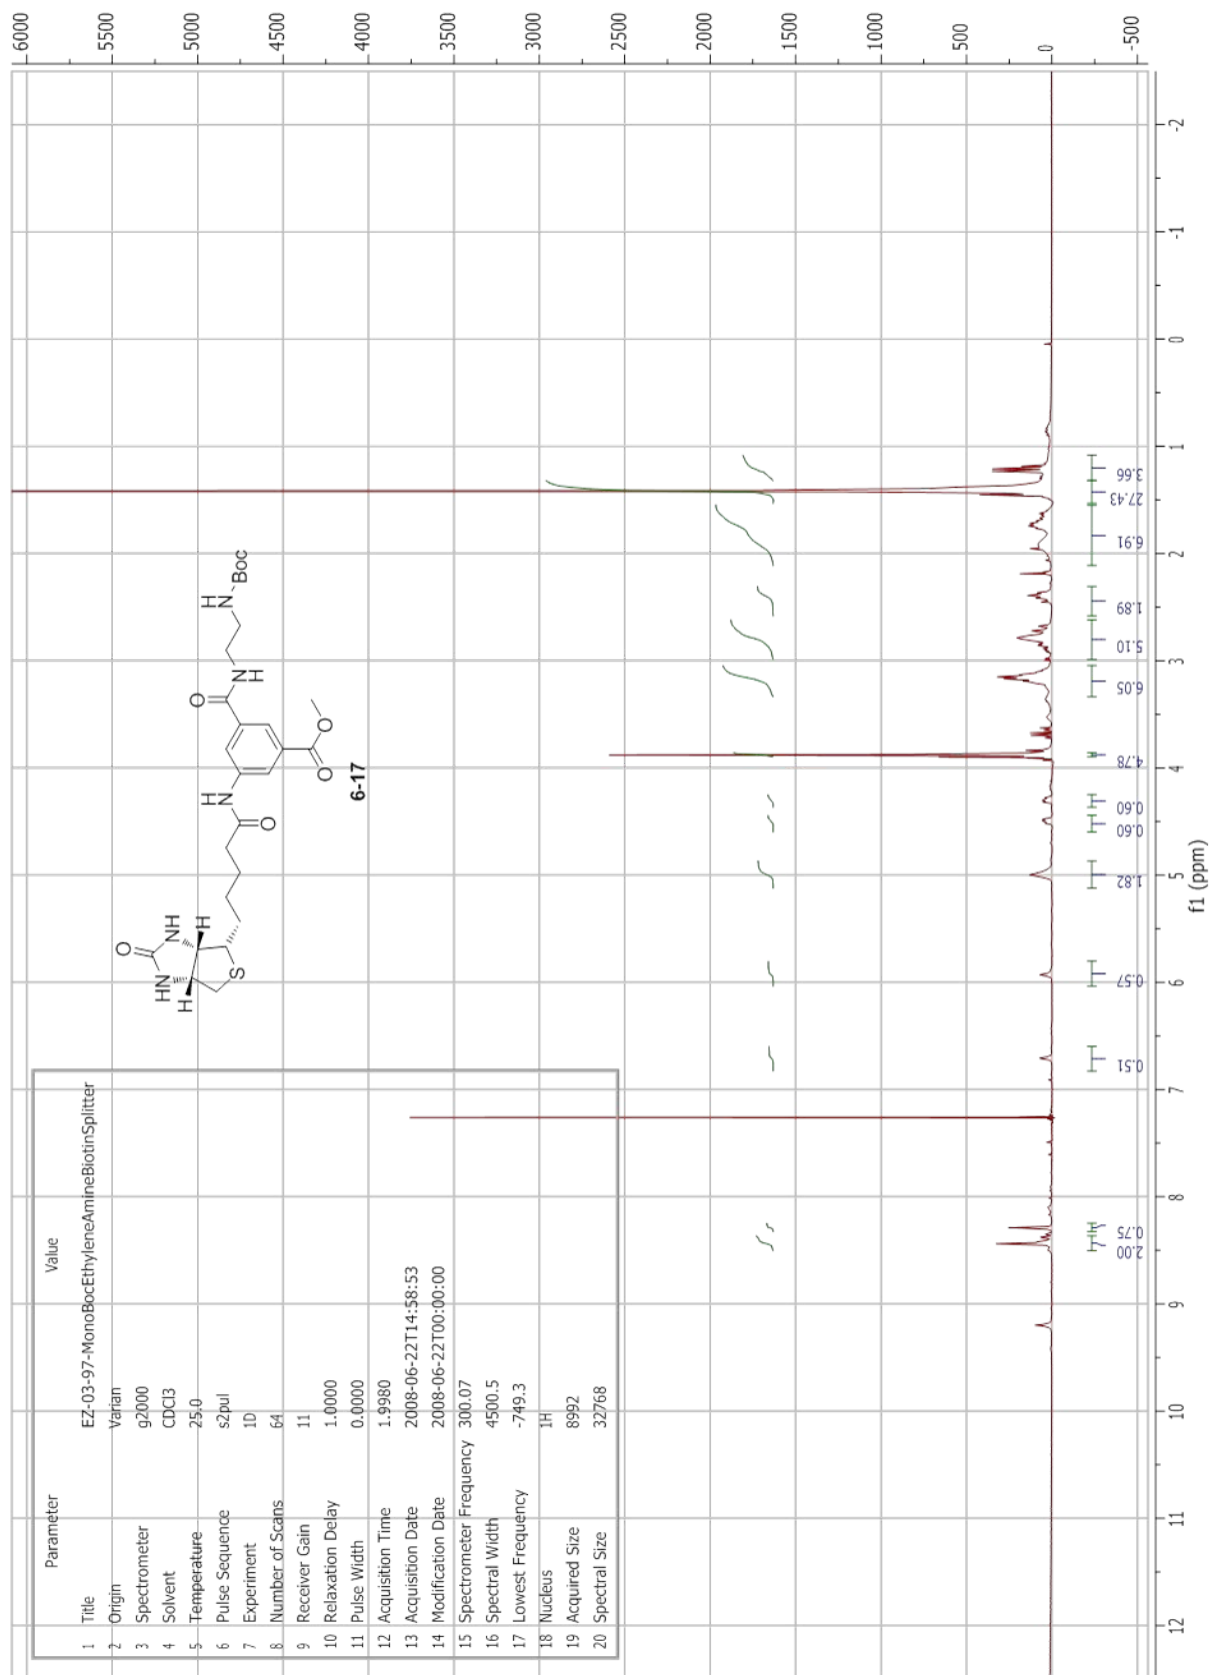 Parameter Value
1 Title EZ-03-97-MonoBocEthyleneAmineBiotinSplitter
2 Origin Varian
3 Spectrometer g2000
4 Solvent CDCl3
5 Temperature 25.0
6 Pulse Sequence s2pul
7 Experiment 1D
8 Number of Scans 64
9 Receiver Gain 11
10 Relaxation Delay 1.0000
11 Pulse Width 0.0000
12 Acquisition Time 1.9980
13 Acquisition Date 2008-06-22T14:58:53
14 Modification Date 2008-06-22T00:00:00
15 Spectrometer Frequency 300.07
16 Spectral Width 4500.5
17 Lowest Frequency -749.3
18 Nucleus 1H
19 Acquired Size 8992
20 Spectral Size 32768
O
HN NH
H H
S
H
N
O
O
N
H
H
N
Boc
O
O
6-17
6000
5500
5000
4500
4000
3500
3000
2500
2000
1500
1000
500
0
-500
2.00 0.75 0.51 0.57 1.82 0.60 0.60 4.78 6.05 5.10 1.89 6.91 27.43 3.66
12 11 10 9 8 7 6 5 4 3 2 1 0 -1 -2
f1 (ppm)